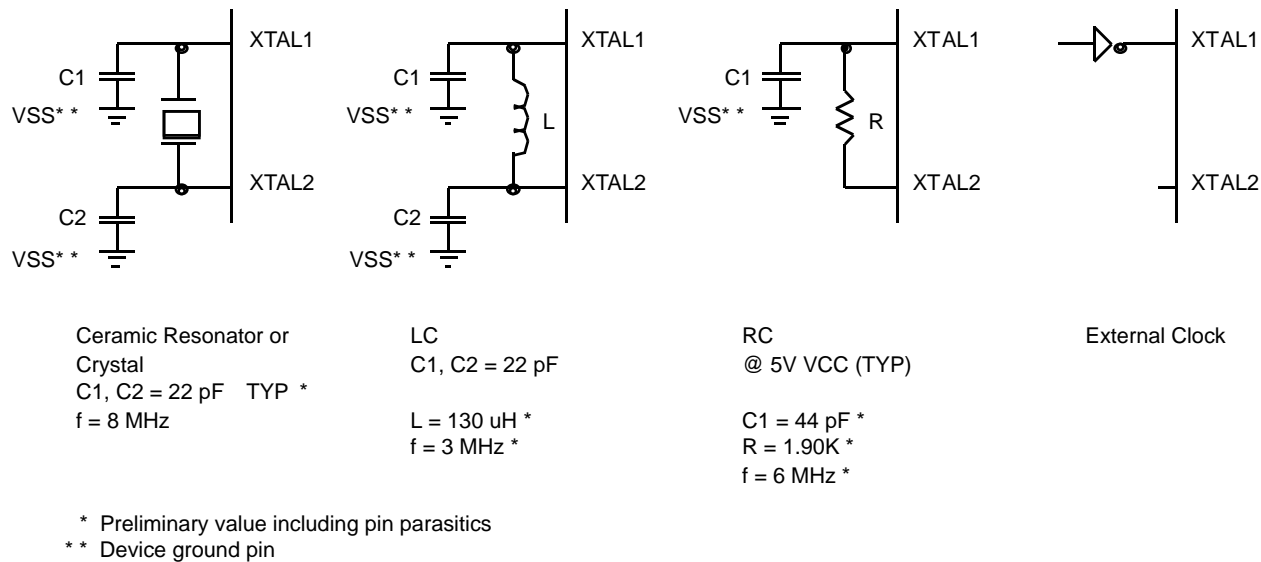 XTAL1
C1
VSS* *
XTAL2
C2
VSS* *
XTAL1
C1
VSS* *
L
XTAL2
C2
VSS* *
XTAL1
C1
VSS* *
R
XTAL2
XTAL1
XTAL2
Ceramic Resonator or
Crystal
C1, C2 = 22 pF TYP *
f = 8 MHz
LC
C1, C2 = 22 pF
L = 130 uH *
f = 3 MHz *
RC
@ 5V VCC (TYP)
C1 = 44 pF *
R = 1.90K *
f = 6 MHz *
External Clock
* Preliminary value including pin parasitics
* * Device ground pin